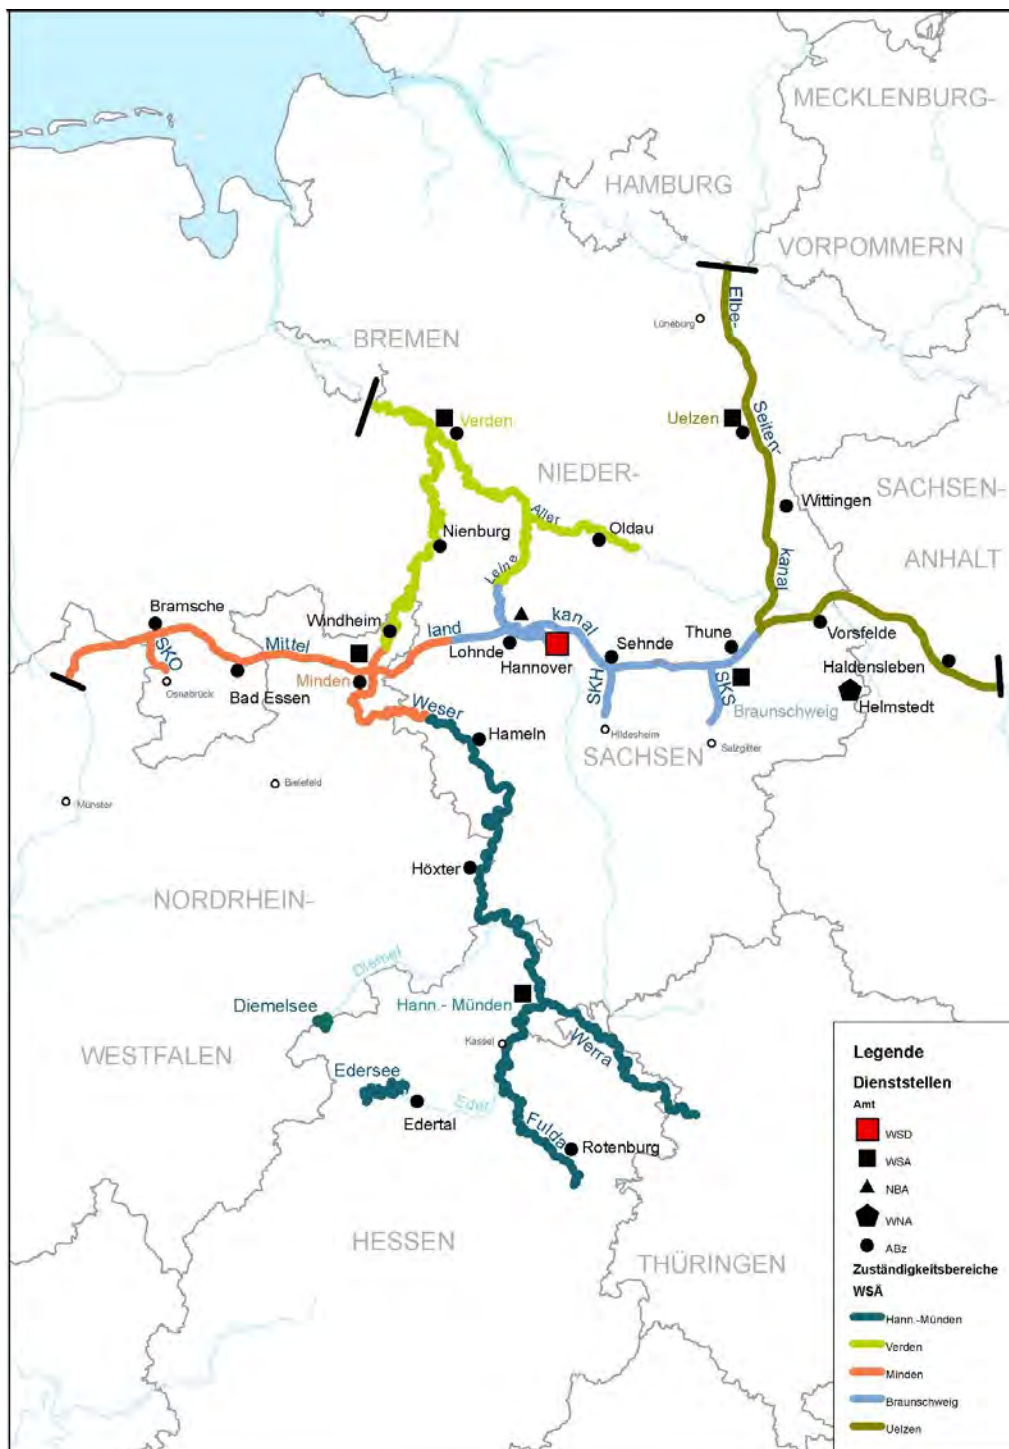 MECKLENBURG-
HAMBURG
VORPOMMERN
Elbe-
Lüneburg
BREMEN
Verden
Uelzen
Seiten-
NIEDER-
SACHSEN-
Wittingen
Aller
Oldau
Nienburg
ANHALT
kanal
Leine
Bramsche
Windheim
land
kanal
Thune
Vorsfelde
SKO
Mittel
Lohnde
Hannover
Sehnde
Haldensleben
Osnabrück
Bad Essen
Minden
SKH
SKS
Helmstedt
Weser
Braunschweig
Hameln
Hildesheim
SACHSEN
Salzgitter
Bielefeld
Münster
Höxter
NORDRHEIN-
Diemel
Diemelsee
Hann.- Münden
Kassel
WESTFALEN
Werra
Edersee
Eder
Edertal
Fulda
Rotenburg
HESSEN
THÜRINGEN
Legende
Dienststellen
Amt
WSD
WSA
NBA
WNA
ABz
Zuständigkeitsbereiche
WSÄ
Hann.-Münden
Verden
Minden
Braunschweig
Uelzen